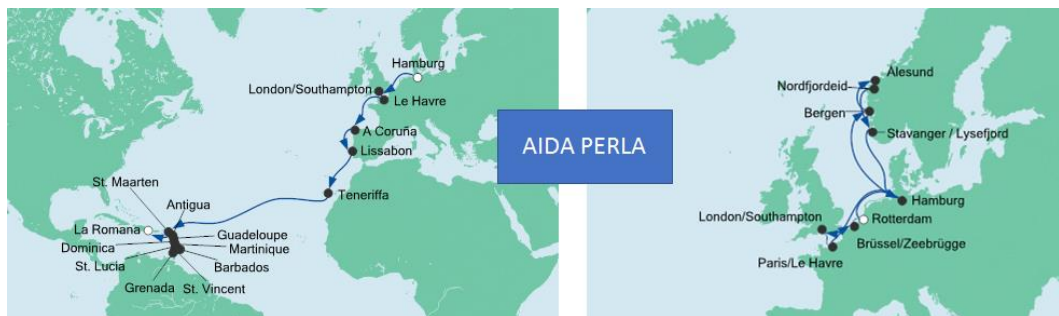 Hamburg
London/Southampton
Le Havre
A Coruña
Lissabon
Teneriffa
St. Maarten
Antigua
La Romana
Guadeloupe
Dominica
Martinique
St. Lucia
Barbados
Grenada
St. Vincent
AIDA PERLA
Ålesund
Nordfjordeid
Bergen
Stavanger / Lysefjord
Hamburg
London/Southampton
Rotterdam
Brüssel/Zeebrügge
Paris/Le Havre